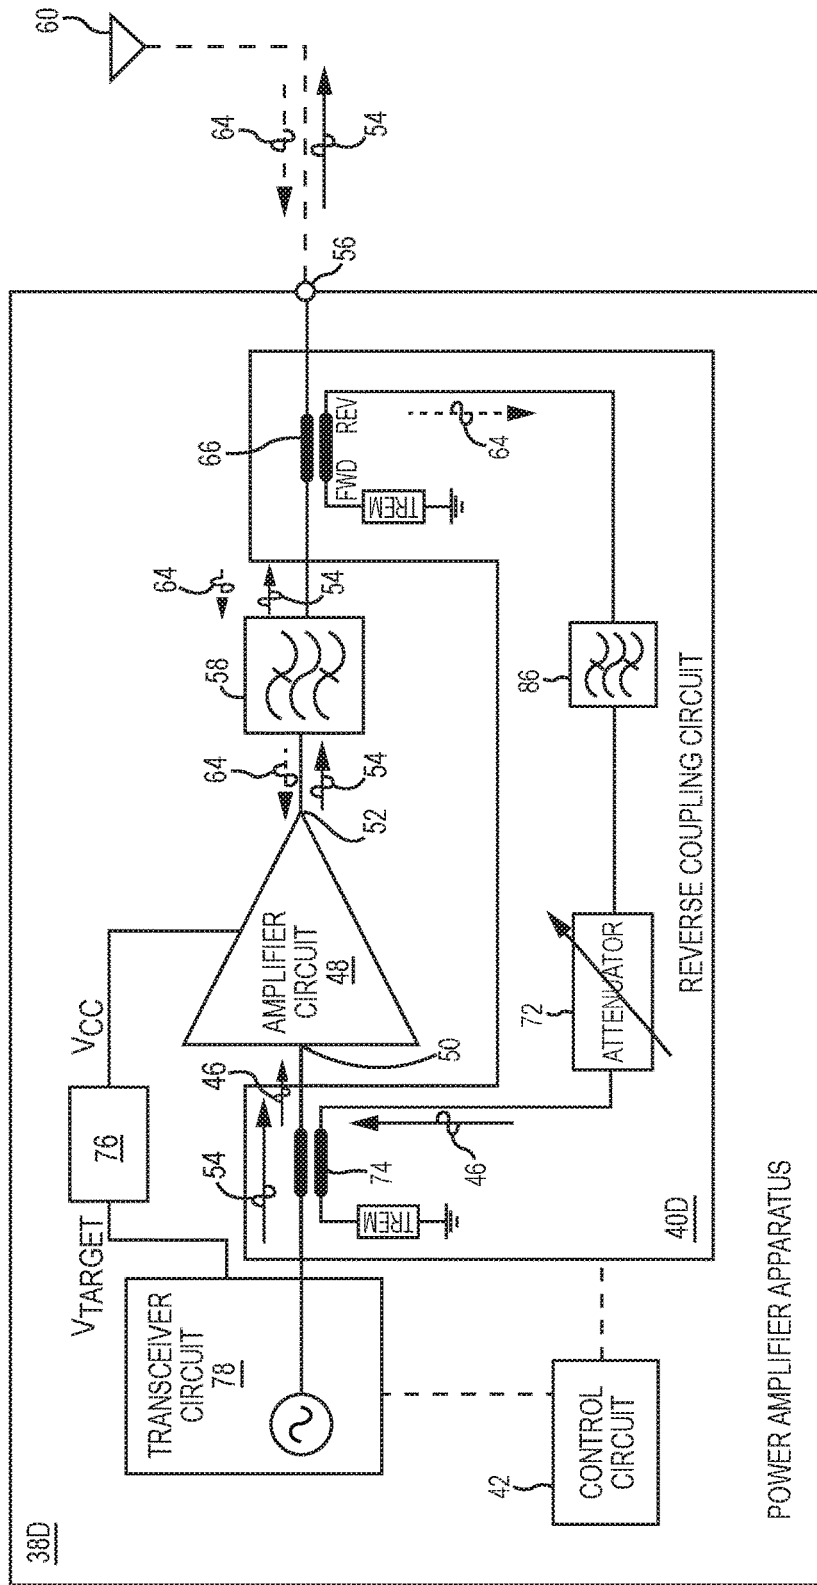 38D
TRANSCEIVER
CIRCUIT
78
VTARGET
76
VCC
54
46
50
AMPLIFIER
CIRCUIT
48
52
64
54
58
64
54
66
FWD
REV
TREM
64
56
64
54
60
74
TREM
46
72
ATTENUATOR
86
REVERSE COUPLING CIRCUIT
40D
42
CONTROL
CIRCUIT
POWER AMPLIFIER APPARATUS